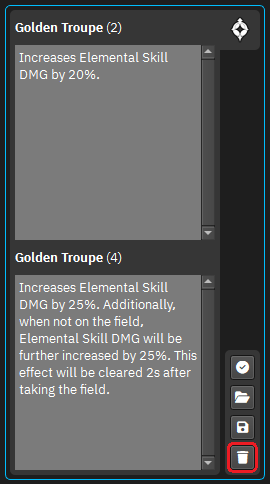 Golden Troupe (2)
Increases Elemental Skill
DMG by 20%.
Golden Troupe (4)
Increases Elemental Skill
DMG by 25%. Additionally,
when not on the field,
Elemental Skill DMG will be
further increased by 25%. This
effect will be cleared 2s after
taking the field.